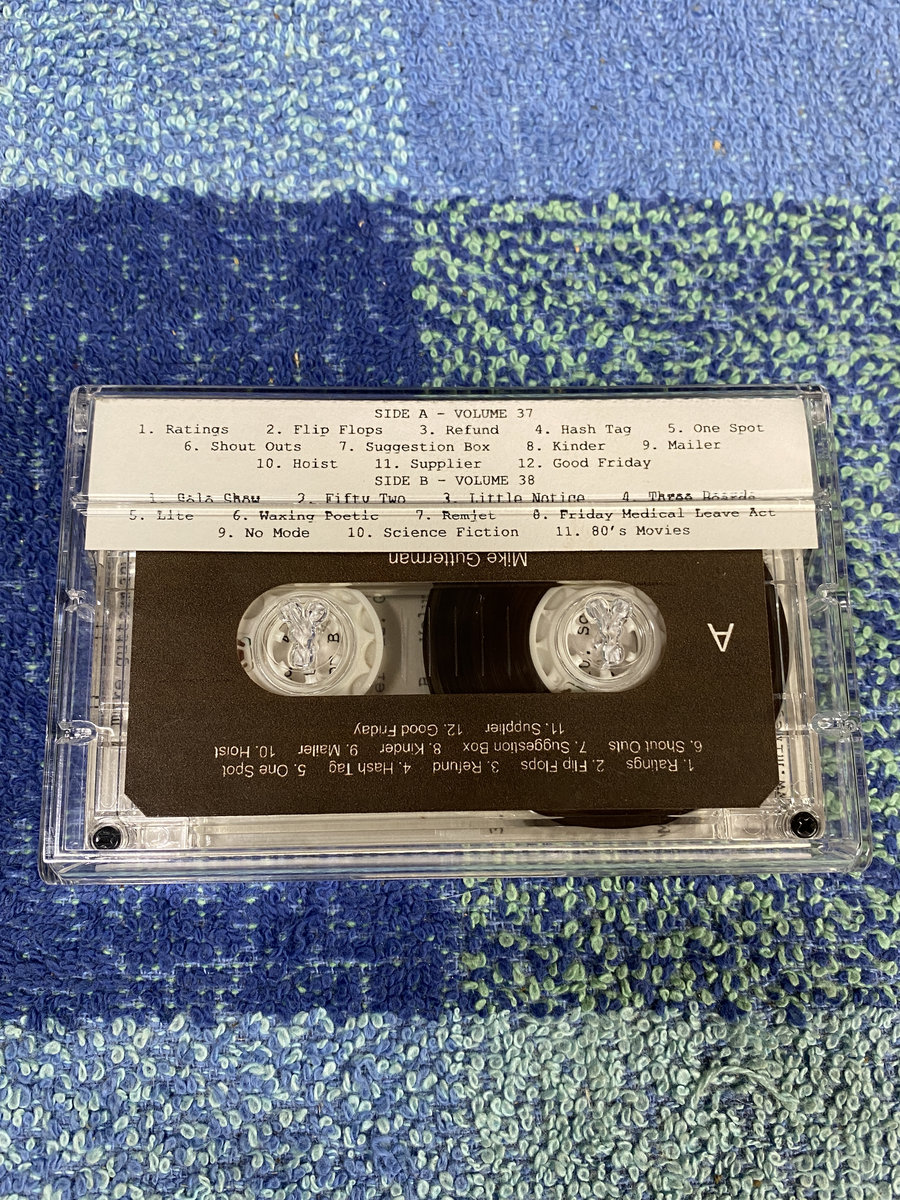 SIDE A - VOLUME 37
1. Ratings 2. Flip Flops 3. Refund 4. Hash Tag 5. One Spot
6. Shout Outs 7. Suggestion Box 8. Kinder 9. Mailer
10. Hoist 11. Supplier 12. Good Friday
SIDE B - VOLUME 38
1. Gala Chow 2. Fifty Two 3. Little Notice 4. Three Boards
5. Lite 6. Waxing Poetic 7. Remjet 8. Friday Medical Leave Act
9. No Mode 10. Science Fiction 11. 80's Movies
Mike Gutterman
A
1. Ratings 2. Flip Flops 3. Refund 4. Hash Tag 5. One Spot
6. Shout Outs 7. Suggestion Box 8. Kinder 9. Mailer 10. Hoist
11. Supplier 12. Good Friday